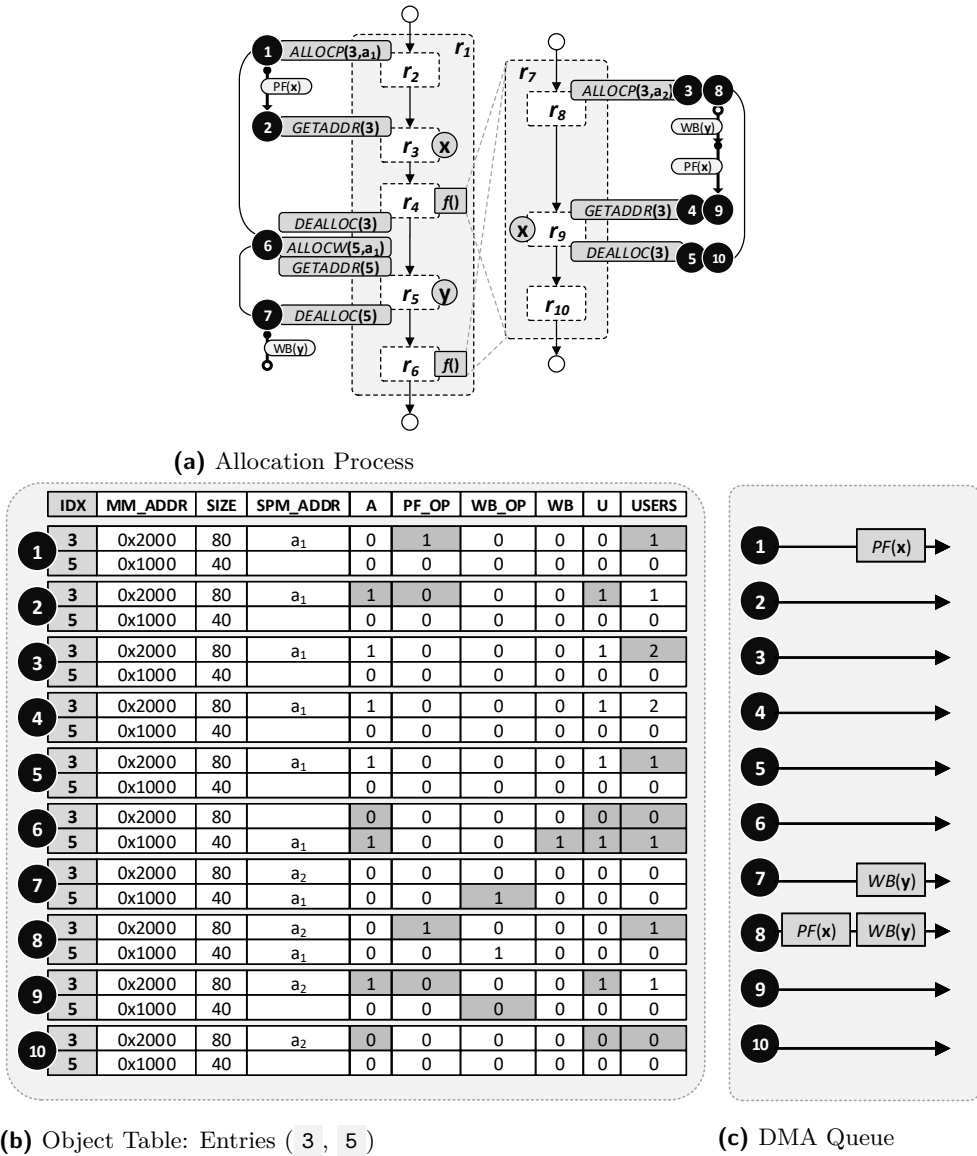 1 ALLOCP(3,a1) r1
r2
PF(x)
2 GETADDR(3)
r3 x
r4 f()
DEALLOC(3)
6 ALLOCW(5,a1)
GETADDR(5)
r5 y
7 DEALLOC(5)
WB(y)
r6 f()
r7
ALLOCP(3,a2) 3 8
r8
WB(y)
PF(x)
GETADDR(3) 4 9
x r9
DEALLOC(3) 5 10
r10
(a) Allocation Process
IDX MM_ADDR SIZE SPM_ADDR A PF_OP WB_OP WB U USERS
1
3 0x2000 80 a1 0 1 0 0 0 1
5 0x1000 40 0 0 0 0 0 0
2
3 0x2000 80 a1 1 0 0 0 1 1
5 0x1000 40 0 0 0 0 0 0
3
3 0x2000 80 a1 1 0 0 0 1 2
5 0x1000 40 0 0 0 0 0 0
4
3 0x2000 80 a1 1 0 0 0 1 2
5 0x1000 40 0 0 0 0 0 0
5
3 0x2000 80 a1 1 0 0 0 1 1
5 0x1000 40 0 0 0 0 0 0
6
3 0x2000 80 0 0 0 0 0 0
5 0x1000 40 a1 1 0 0 1 1 1
7
3 0x2000 80 a2 0 0 0 0 0 0
5 0x1000 40 a1 0 0 1 0 0 0
8
3 0x2000 80 a2 0 1 0 0 0 1
5 0x1000 40 a1 0 0 1 0 0 0
9
3 0x2000 80 a2 1 0 0 0 1 1
5 0x1000 40 0 0 0 0 0 0
10
3 0x2000 80 a2 0 0 0 0 0 0
5 0x1000 40 0 0 0 0 0 0
(b) Object Table: Entries ( 3 , 5 )
1 PF(x)
2
3
4
5
6
7 WB(y)
8 PF(x) WB(y)
9
10
(c) DMA Queue